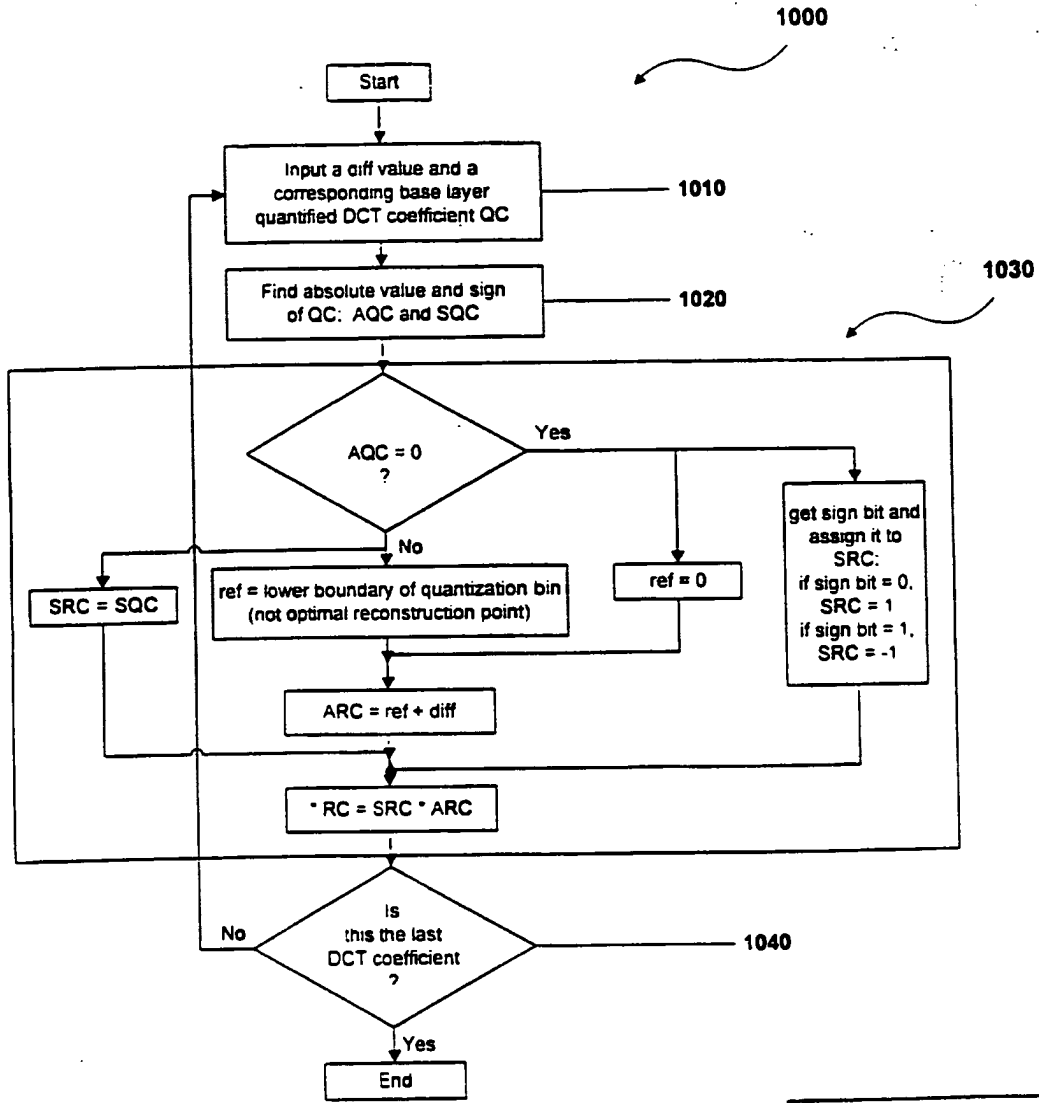 1000
Start
Input a diff value and a
corresponding base layer
quantified DCT coefficient QC
1010
Find absolute value and sign
of QC: AQC and SQC
1020
1030
AQC = 0
?
Yes
No
SRC = SQC
ref = lower boundary of quantization bin
(not optimal reconstruction point)
ref = 0
get sign bit and
assign it to
SRC:
if sign bit = 0,
SRC = 1
if sign bit = 1,
SRC = -1
ARC = ref + diff
* RC = SRC * ARC
Is
this the last
DCT coefficient
?
No
1040
Yes
End